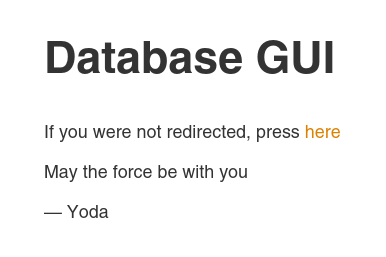 Database GUI
If you were not redirected, press here
May the force be with you
— Yoda